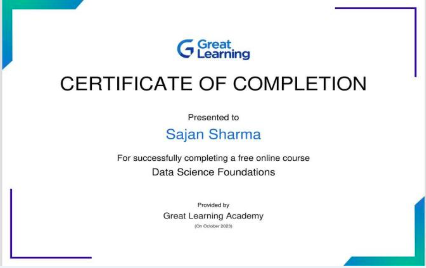 Great
Learning
CERTIFICATE OF COMPLETION
Presented to
Sajan Sharma
For successfully completing a free online course
Data Science Foundations
Provided by
Great Learning Academy
(On October 2023)